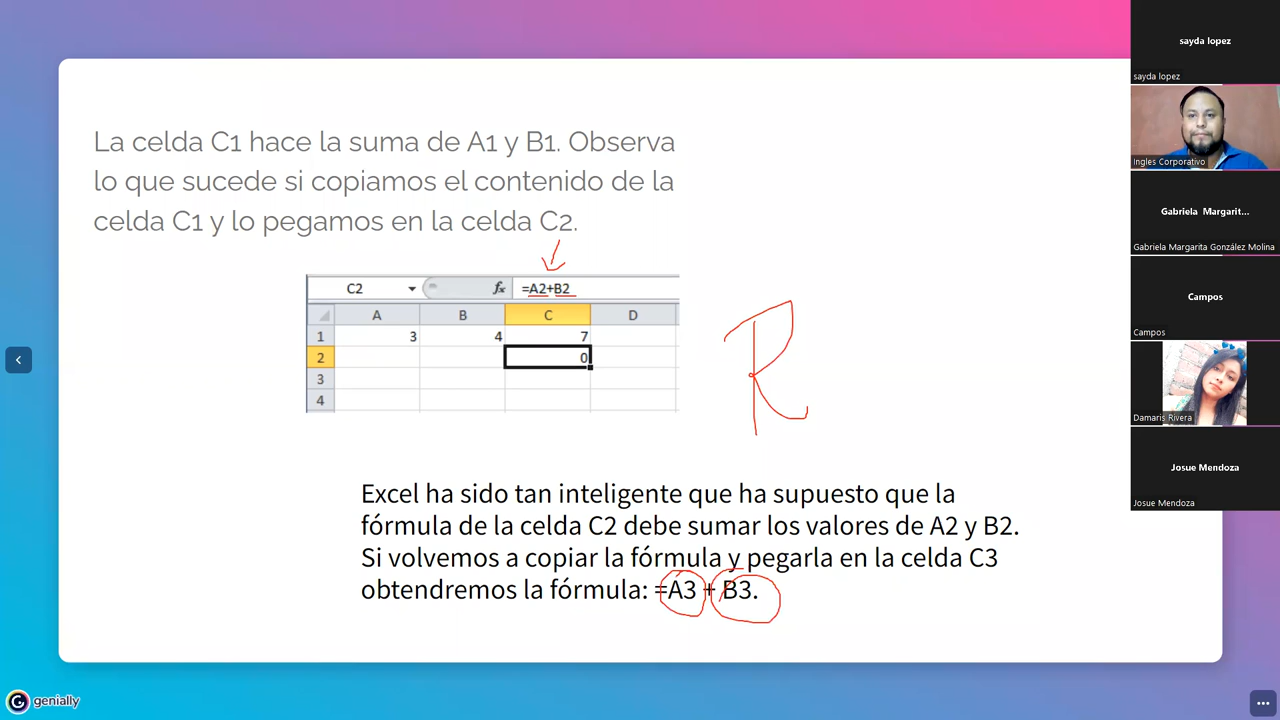 La celda C1 hace la suma de A1 y B1. Observa
lo que sucede si copiamos el contenido de la
celda C1 y lo pegamos en la celda C2.
C2 fx =A2+B2
A B C D
1 3 4 7
2 0
3
4
R
Excel ha sido tan inteligente que ha supuesto que la
fórmula de la celda C2 debe sumar los valores de A2 y B2.
Si volvemos a copiar la fórmula y pegarla en la celda C3
obtendremos la fórmula: =A3 + B3.
genially
sayda lopez
sayda lopez
Ingles Corporativo
Gabriela Margarit...
Gabriela Margarita González Molina
Campos
Campos
Damaris Rivera
Josue Mendoza
Josue Mendoza